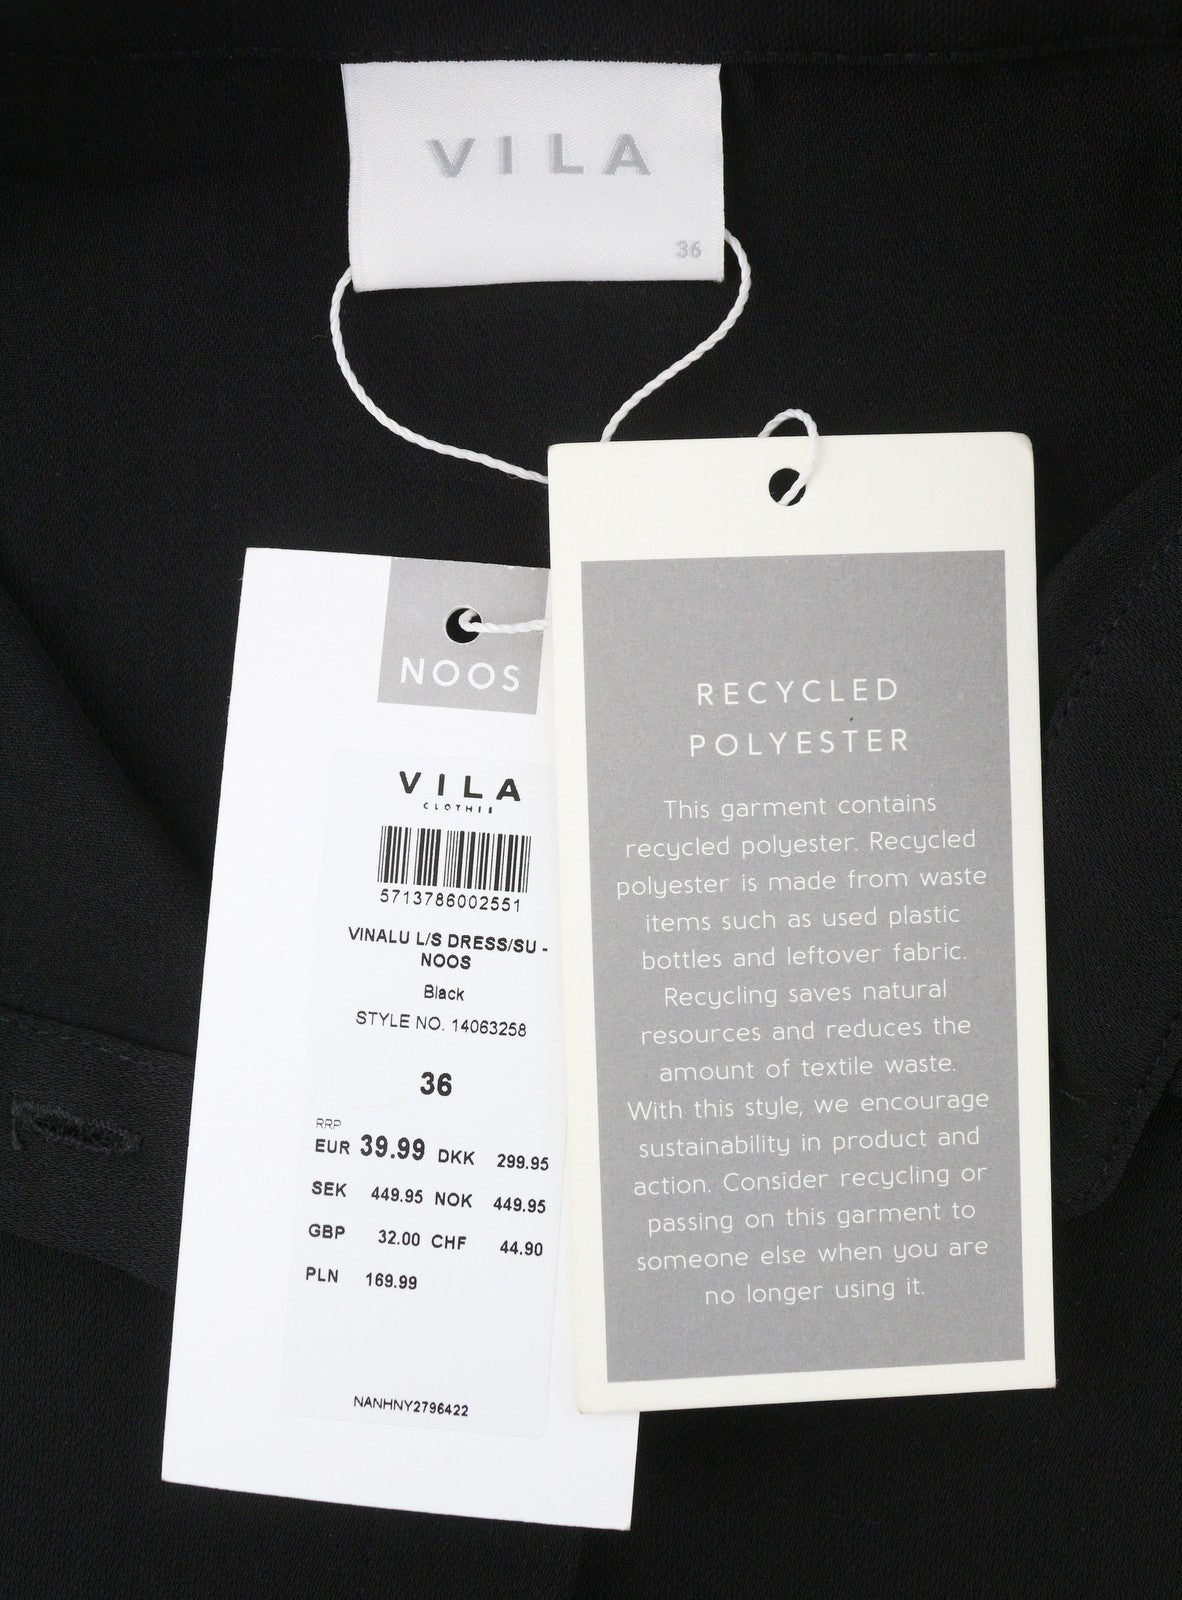 VILA
36
NOOS
VILA
CLOTHES
5713786002551
VINALU L/S DRESS/SU -
NOOS
Black
STYLE NO. 14063258
36
RRP
EUR 39.99 DKK 299.95
SEK 449.95 NOK 449.95
GBP 32.00 CHF 44.90
PLN 169.99
NANHNY2796422
RECYCLED
POLYESTER
This garment contains
recycled polyester. Recycled
polyester is made from waste
items such as used plastic
bottles and leftover fabric.
Recycling saves natural
resources and reduces the
amount of textile waste.
With this style, we encourage
sustainability in product and
action. Consider recycling or
passing on this garment to
someone else when you are
no longer using it.